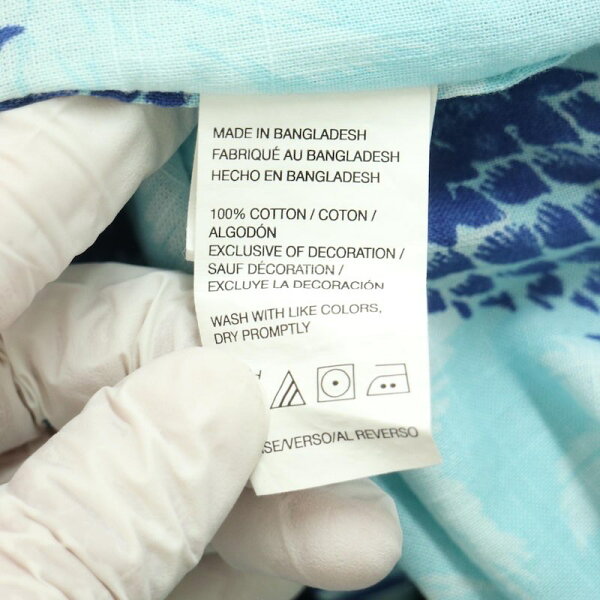 MADE IN BANGLADESH
FABRIQUÉ AU BANGLADESH
HECHO EN BANGLADESH
100% COTTON / COTON /
ALGODÓN
EXCLUSIVE OF DECORATION /
SAUF DÉCORATION /
EXCLUYE LA DECORACIÓN
WASH WITH LIKE COLORS,
DRY PROMPTLY
/VERSO/AL REVERSO